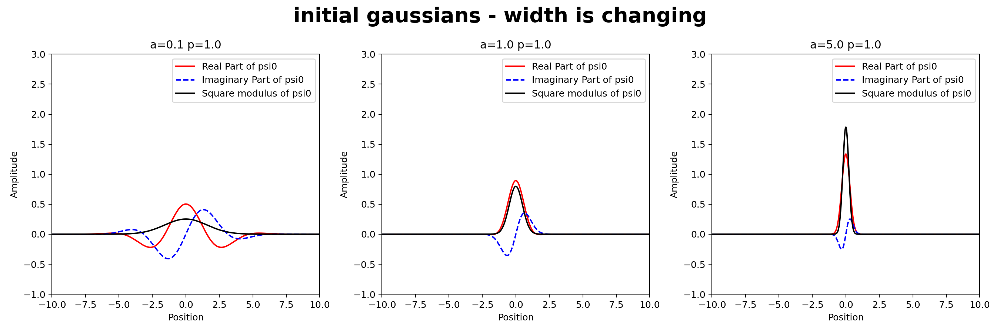 initial gaussians - width is changing
a=0.1 p=1.0
3.0
2.5
2.0
1.5
1.0
0.5
0.0
−0.5
−1.0
Amplitude
Real Part of psi0
Imaginary Part of psi0
Square modulus of psi0
−10.0 −7.5 −5.0 −2.5 0.0 2.5 5.0 7.5 10.0
Position
a=1.0 p=1.0
3.0
2.5
2.0
1.5
1.0
0.5
0.0
−0.5
−1.0
Amplitude
Real Part of psi0
Imaginary Part of psi0
Square modulus of psi0
−10.0 −7.5 −5.0 −2.5 0.0 2.5 5.0 7.5 10.0
Position
a=5.0 p=1.0
3.0
2.5
2.0
1.5
1.0
0.5
0.0
−0.5
−1.0
Amplitude
Real Part of psi0
Imaginary Part of psi0
Square modulus of psi0
−10.0 −7.5 −5.0 −2.5 0.0 2.5 5.0 7.5 10.0
Position